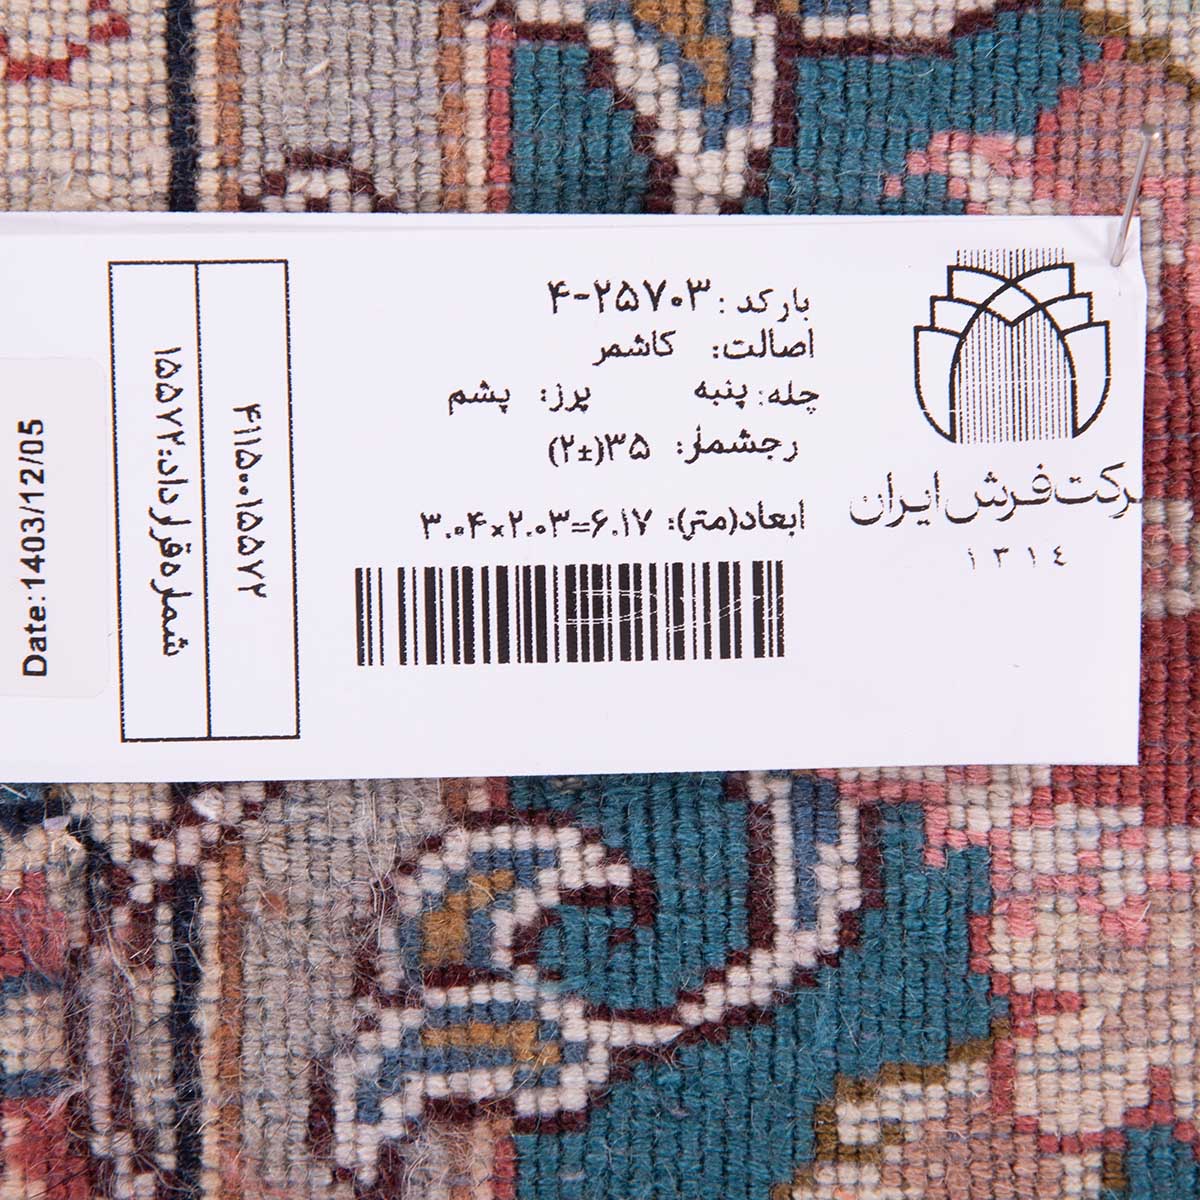 بارکد: ۴-۲۵۷۰۳
اصالت: کاشمر
چله: پنبه پرز: پشم
رجشمار: ۳۵(±۲)
ابعاد(متر): ۳.۰۴×۲.۰۳=۶.۱۷
رکت فرش ایران
۱۳۱٤
۴۱۱۵۰۰۱۵۵۷۲
شماره قرارداد: ۱۵۵۷۲
Date:1403/12/05